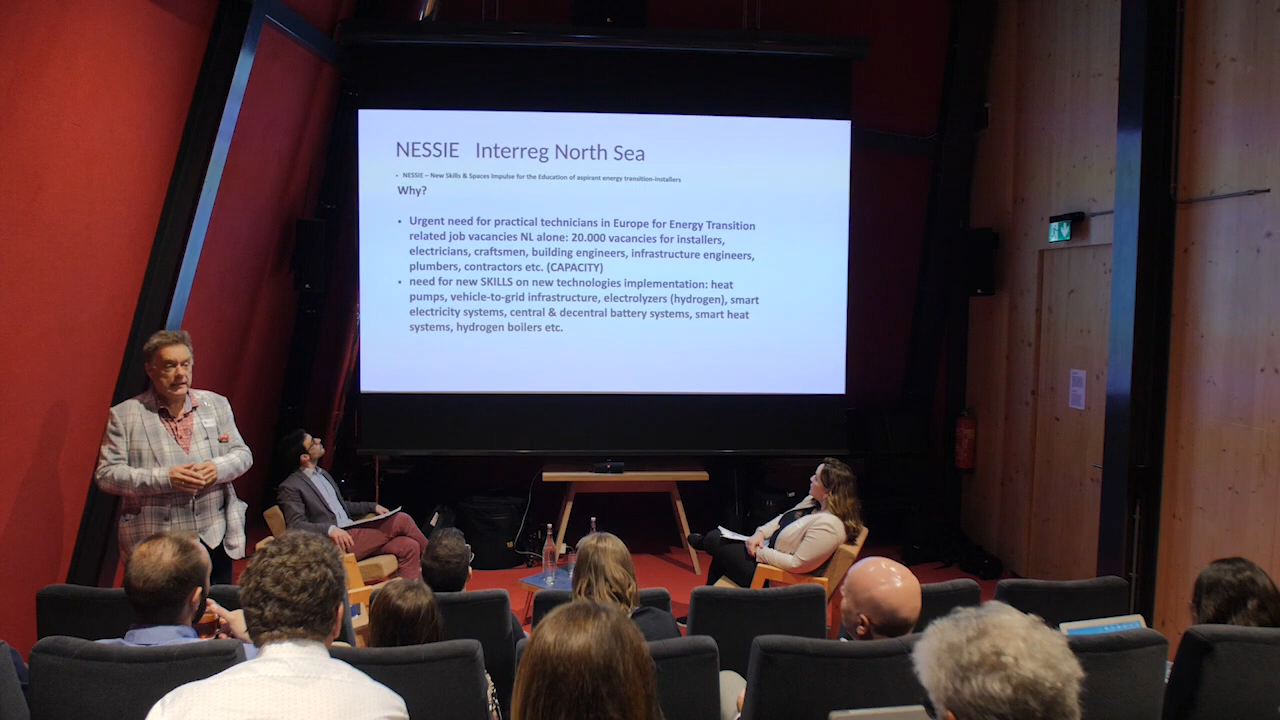 NESSIE Interreg North Sea
• NESSIE – New Skills & Spaces Impulse for the Education of aspirant energy transition-installers
Why?
• Urgent need for practical technicians in Europe for Energy Transition
related job vacancies NL alone: 20.000 vacancies for installers,
electricians, craftsmen, building engineers, infrastructure engineers,
plumbers, contractors etc. (CAPACITY)
• need for new SKILLS on new technologies implementation: heat
pumps, vehicle-to-grid infrastructure, electrolyzers (hydrogen), smart
electricity systems, central & decentral battery systems, smart heat
systems, hydrogen boilers etc.